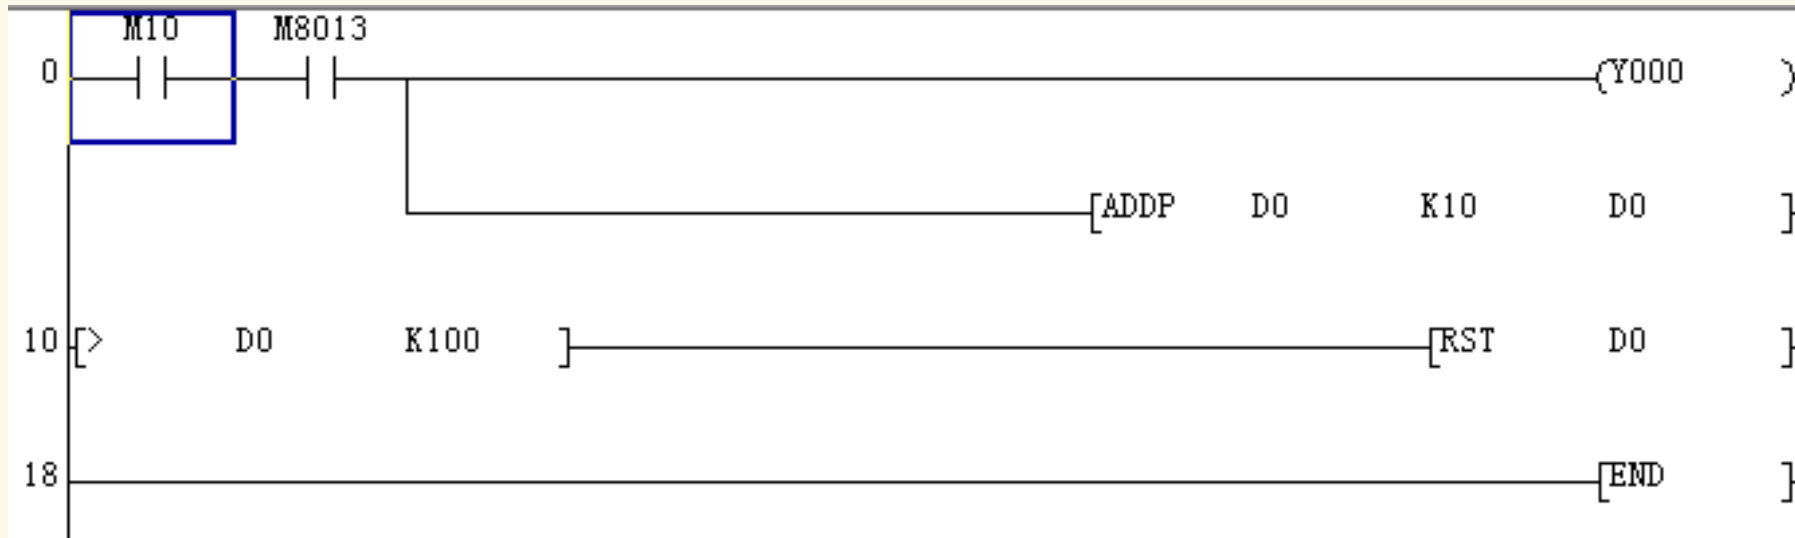 M10 M8013
0 (Y000 )
[ADDP D0 K10 D0 ]
10 [> D0 K100 ] [RST D0 ]
18 [END ]